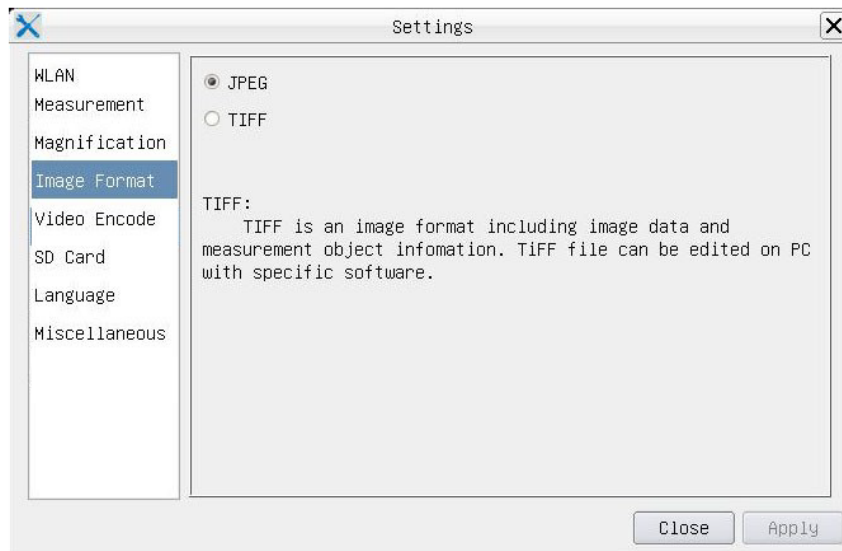 Settings
WLAN
Measurement
Magnification
Image Format
Video Encode
SD Card
Language
Miscellaneous
JPEG
TIFF
TIFF:
TIFF is an image format including image data and
measurement object infomation. TiFF file can be edited on PC
with specific software.
Close
Apply